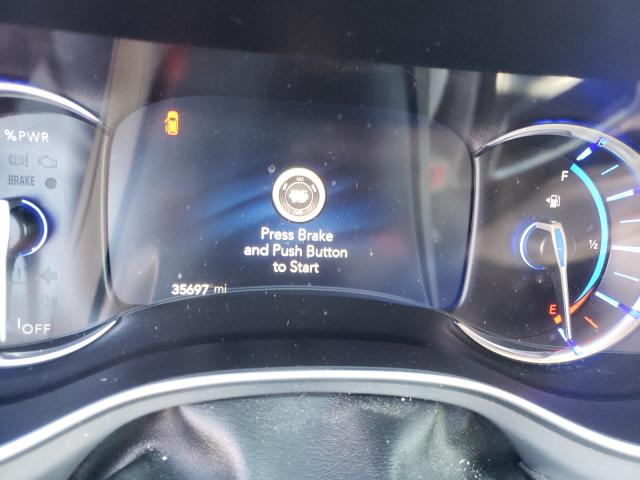 %PWR
BRAKE
OFF
Press Brake
and Push Button
to Start
35697 mi
F
½
E